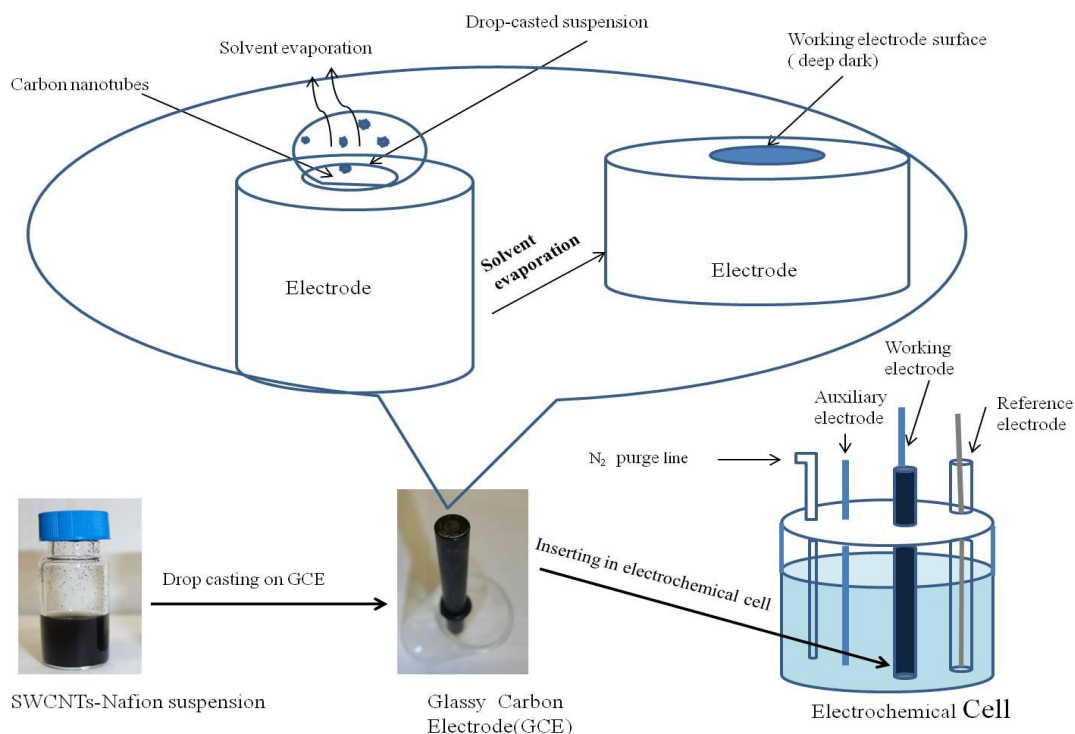 Drop-casted suspension
Solvent evaporation
Carbon nanotubes
Working electrode surface
( deep dark)
Electrode
Solvent
evaporation
Electrode
Working
electrode
Auxiliary
electrode
Reference
electrode
N₂ purge line
Drop casting on GCE
Inserting in electrochemical cell
SWCNTs-Nafion suspension
Glassy Carbon
Electrode(GCE)
Electrochemical Cell